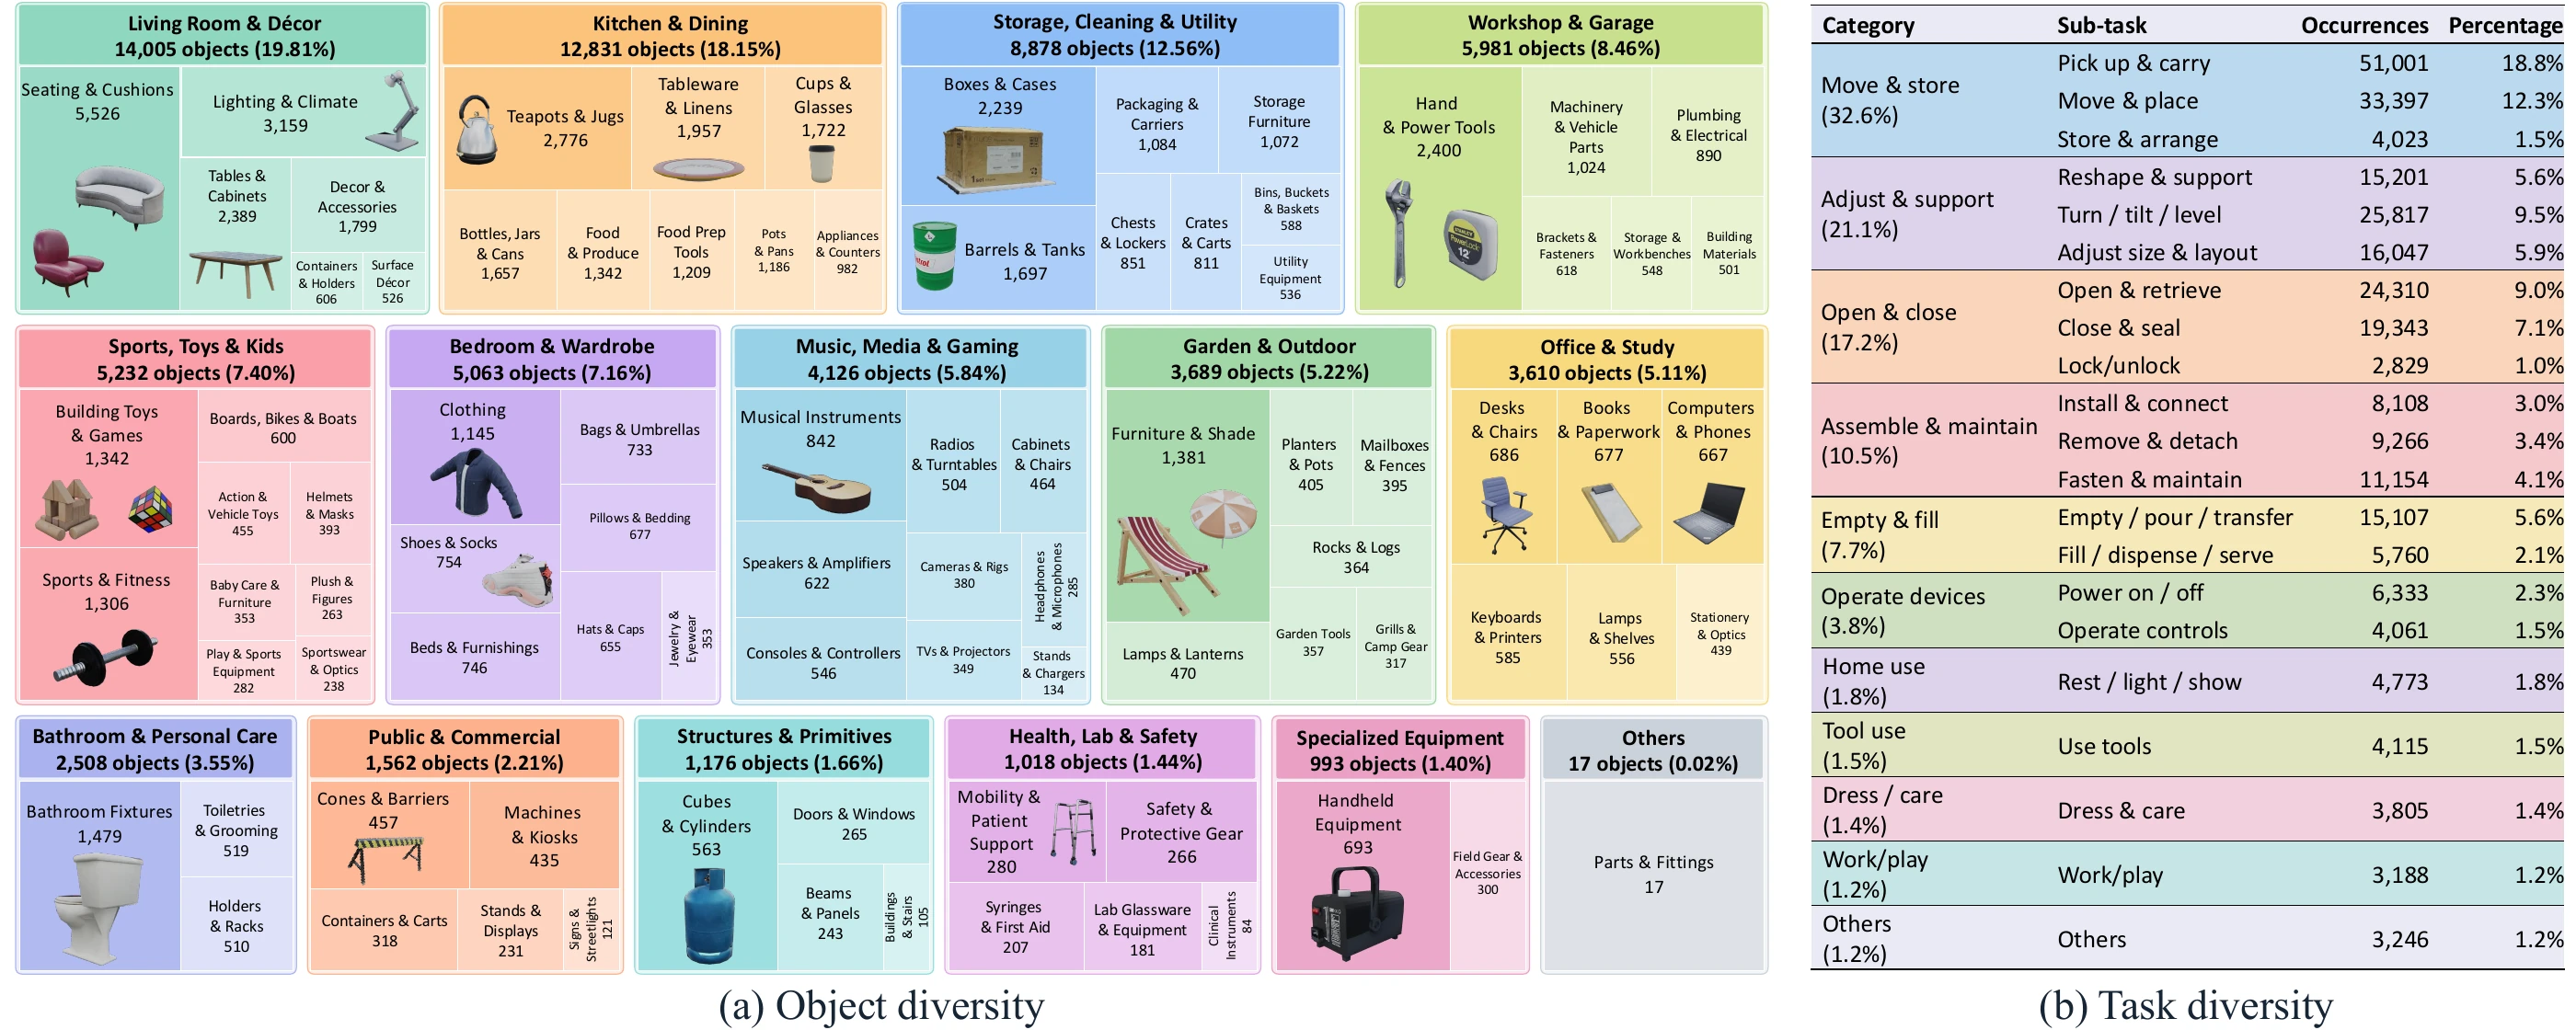 Living Room & Décor
14,005 objects (19.81%)
Seating & Cushions
5,526
Lighting & Climate
3,159
Tables &
Cabinets
2,389
Decor &
Accessories
1,799
Containers
& Holders
606
Surface
Décor
526
Kitchen & Dining
12,831 objects (18.15%)
Teapots & Jugs
2,776
Tableware
& Linens
1,957
Cups &
Glasses
1,722
Bottles, Jars
& Cans
1,657
Food
& Produce
1,342
Food Prep
Tools
1,209
Pots
& Pans
1,186
Appliances
& Counters
982
Storage, Cleaning & Utility
8,878 objects (12.56%)
Boxes & Cases
2,239
Barrels & Tanks
1,697
Packaging &
Carriers
1,084
Storage
Furniture
1,072
Chests
& Lockers
851
Crates
& Carts
811
Bins, Buckets
& Baskets
588
Utility
Equipment
536
Workshop & Garage
5,981 objects (8.46%)
Hand
& Power Tools
2,400
STANLEY
PowerLock
12'
Machinery
& Vehicle
Parts
1,024
Plumbing
& Electrical
890
Brackets &
Fasteners
618
Storage &
Workbenches
548
Building
Materials
501
Sports, Toys & Kids
5,232 objects (7.40%)
Building Toys
& Games
1,342
Sports & Fitness
1,306
Boards, Bikes & Boats
600
Action &
Vehicle Toys
455
Helmets
& Masks
393
Baby Care &
Furniture
353
Plush &
Figures
263
Play & Sports
Equipment
282
Sportswear
& Optics
238
Bedroom & Wardrobe
5,063 objects (7.16%)
Clothing
1,145
Shoes & Socks
754
Beds & Furnishings
746
Bags & Umbrellas
733
Pillows & Bedding
677
Hats & Caps
655
Jewelry &
Eyewear
353
Music, Media & Gaming
4,126 objects (5.84%)
Musical Instruments
842
Speakers & Amplifiers
622
Consoles & Controllers
546
Radios
& Turntables
504
Cabinets
& Chairs
464
Cameras & Rigs
380
Headphones
& Microphones
285
TVs & Projectors
349
Stands
& Chargers
134
Garden & Outdoor
3,689 objects (5.22%)
Furniture & Shade
1,381
Lamps & Lanterns
470
Planters
& Pots
405
Mailboxes
& Fences
395
Rocks & Logs
364
Garden Tools
357
Grills &
Camp Gear
317
Office & Study
3,610 objects (5.11%)
Desks
& Chairs
686
Books
& Paperwork
677
Computers
& Phones
667
Keyboards
& Printers
585
Lamps
& Shelves
556
Stationery
& Optics
439
Bathroom & Personal Care
2,508 objects (3.55%)
Bathroom Fixtures
1,479
Toiletries
& Grooming
519
Holders
& Racks
510
Public & Commercial
1,562 objects (2.21%)
Cones & Barriers
457
Machines
& Kiosks
435
Containers & Carts
318
Stands &
Displays
231
Signs &
Streetlights
121
Structures & Primitives
1,176 objects (1.66%)
Cubes
& Cylinders
563
Doors & Windows
265
Beams
& Panels
243
Buildings
& Stairs
105
Health, Lab & Safety
1,018 objects (1.44%)
Mobility &
Patient
Support
280
Safety &
Protective Gear
266
Syringes
& First Aid
207
Lab Glassware
& Equipment
181
Clinical
Instruments
84
Specialized Equipment
993 objects (1.40%)
Handheld
Equipment
693
Field Gear &
Accessories
300
Others
17 objects (0.02%)
Parts & Fittings
17
(a) Object diversity
Category Sub-task Occurrences Percentage
Move & store
(32.6%)
Pick up & carry 51,001 18.8%
Move & place 33,397 12.3%
Store & arrange 4,023 1.5%
Adjust & support
(21.1%)
Reshape & support 15,201 5.6%
Turn / tilt / level 25,817 9.5%
Adjust size & layout 16,047 5.9%
Open & close
(17.2%)
Open & retrieve 24,310 9.0%
Close & seal 19,343 7.1%
Lock/unlock 2,829 1.0%
Assemble & maintain
(10.5%)
Install & connect 8,108 3.0%
Remove & detach 9,266 3.4%
Fasten & maintain 11,154 4.1%
Empty & fill
(7.7%)
Empty / pour / transfer 15,107 5.6%
Fill / dispense / serve 5,760 2.1%
Operate devices
(3.8%)
Power on / off 6,333 2.3%
Operate controls 4,061 1.5%
Home use
(1.8%)
Rest / light / show 4,773 1.8%
Tool use
(1.5%)
Use tools 4,115 1.5%
Dress / care
(1.4%)
Dress & care 3,805 1.4%
Work/play
(1.2%)
Work/play 3,188 1.2%
Others
(1.2%)
Others 3,246 1.2%
(b) Task diversity